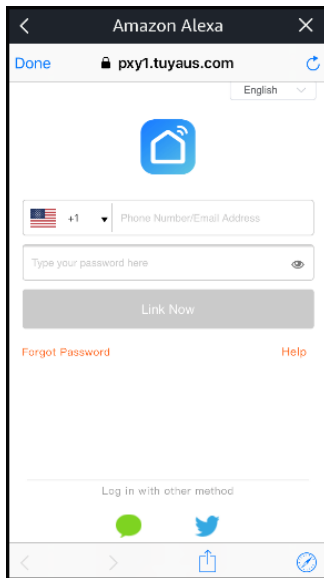 Amazon Alexa
Done pxy1.tuyaus.com
English
+1 Phone Number/Email Address
Type your password here
Link Now
Forgot Password Help
Log in with other method